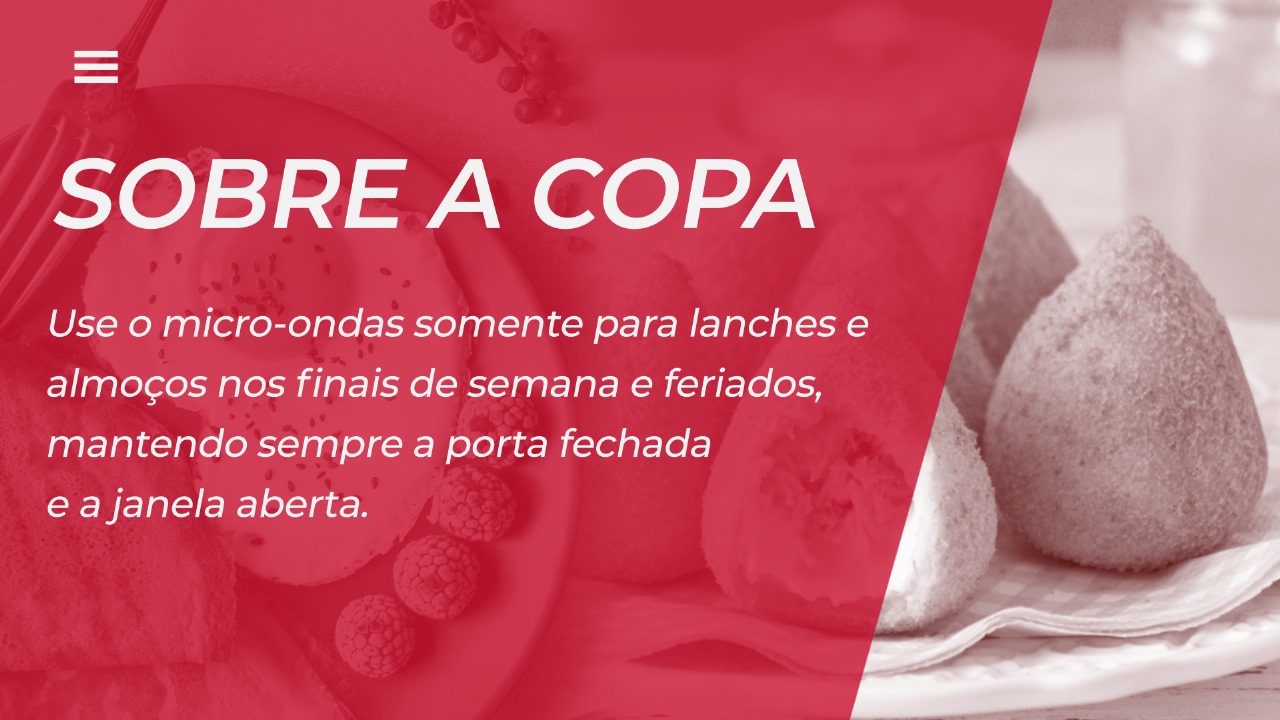 SOBRE A COPA
Use o micro-ondas somente para lanches e
almoços nos finais de semana e feriados,
mantendo sempre a porta fechada
e a janela aberta.